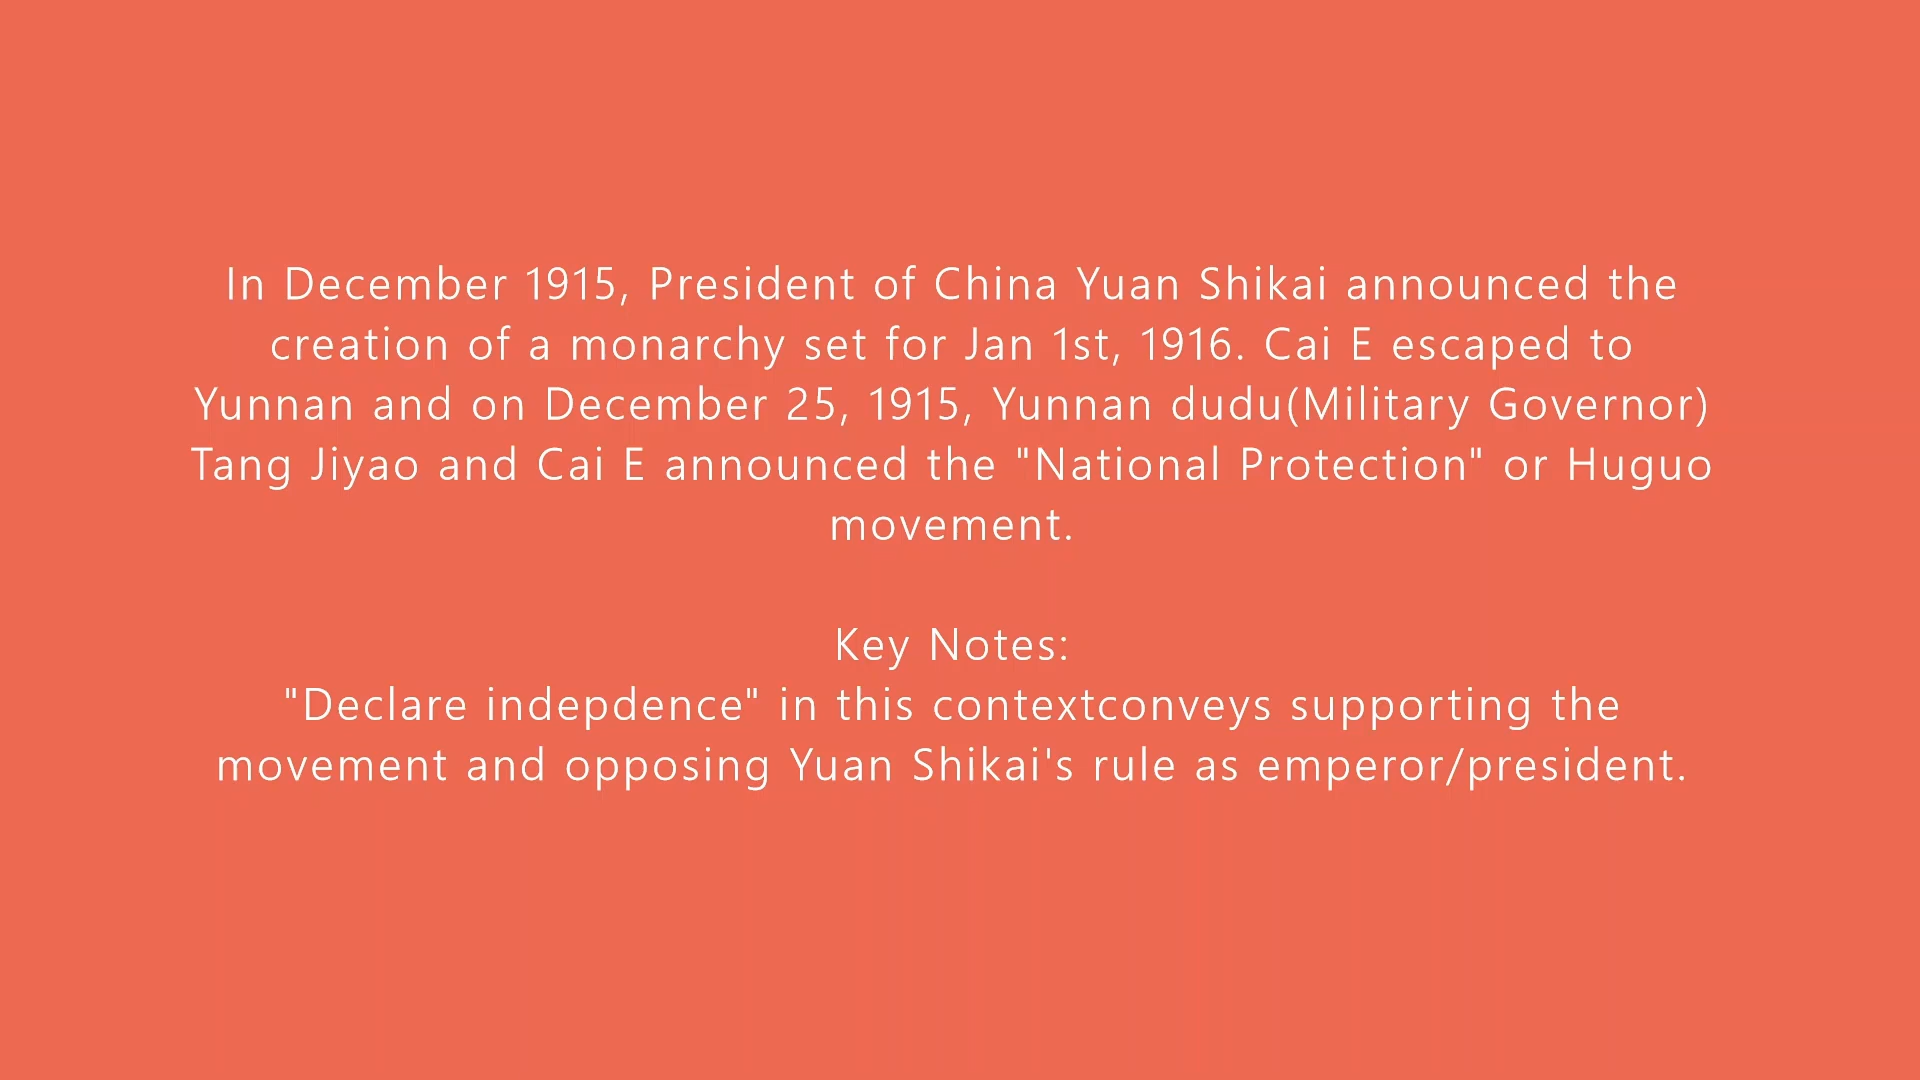 In December 1915, President of China Yuan Shikai announced the
creation of a monarchy set for Jan 1st, 1916. Cai E escaped to
Yunnan and on December 25, 1915, Yunnan dudu(Military Governor)
Tang Jiyao and Cai E announced the "National Protection" or Huguo
movement.
Key Notes:
"Declare indepdence" in this contextconveys supporting the
movement and opposing Yuan Shikai's rule as emperor/president.